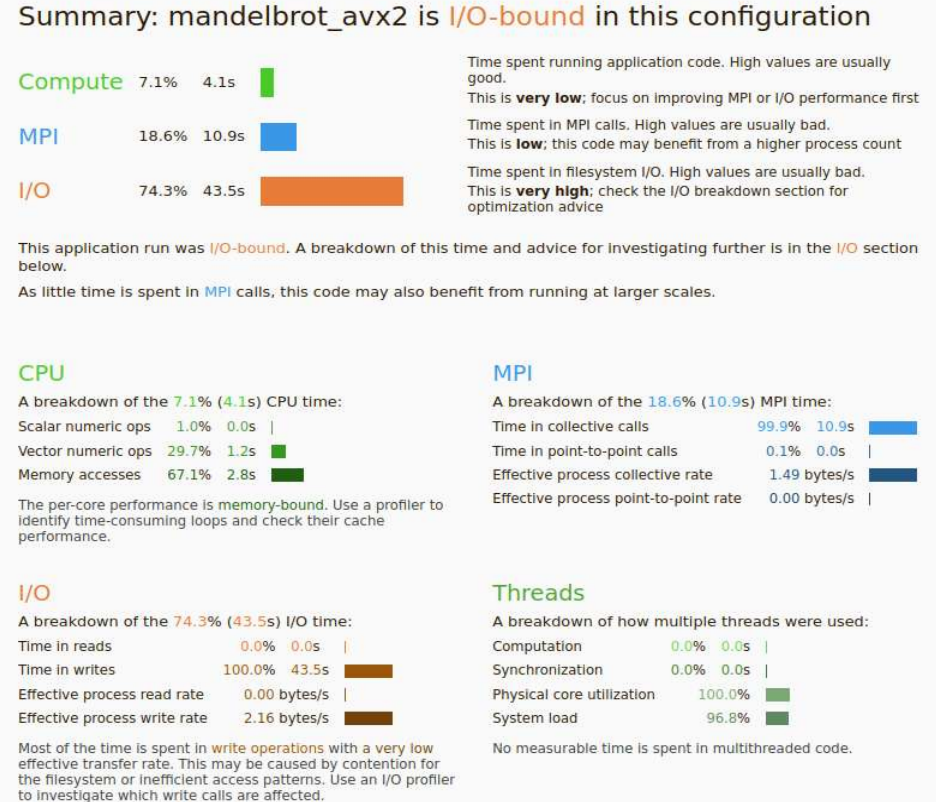 Summary: mandelbrot_avx2 is I/O-bound in this configuration
Compute 7.1% 4.1s
Time spent running application code. High values are usually
good.
This is very low; focus on improving MPI or I/O performance first
MPI 18.6% 10.9s
Time spent in MPI calls. High values are usually bad.
This is low; this code may benefit from a higher process count
I/O 74.3% 43.5s
Time spent in filesystem I/O. High values are usually bad.
This is very high; check the I/O breakdown section for
optimization advice
This application run was I/O-bound. A breakdown of this time and advice for investigating further is in the I/O section
below.
As little time is spent in MPI calls, this code may also benefit from running at larger scales.
CPU
A breakdown of the 7.1% (4.1s) CPU time:
Scalar numeric ops 1.0% 0.0s
Vector numeric ops 29.7% 1.2s
Memory accesses 67.1% 2.8s
The per-core performance is memory-bound. Use a profiler to
identify time-consuming loops and check their cache
performance.
MPI
A breakdown of the 18.6% (10.9s) MPI time:
Time in collective calls 99.9% 10.9s
Time in point-to-point calls 0.1% 0.0s
Effective process collective rate 1.49 bytes/s
Effective process point-to-point rate 0.00 bytes/s
I/O
A breakdown of the 74.3% (43.5s) I/O time:
Time in reads 0.0% 0.0s
Time in writes 100.0% 43.5s
Effective process read rate 0.00 bytes/s
Effective process write rate 2.16 bytes/s
Most of the time is spent in write operations with a very low
effective transfer rate. This may be caused by contention for
the filesystem or inefficient access patterns. Use an I/O profiler
to investigate which write calls are affected.
Threads
A breakdown of how multiple threads were used:
Computation 0.0% 0.0s
Synchronization 0.0% 0.0s
Physical core utilization 100.0%
System load 96.8%
No measurable time is spent in multithreaded code.